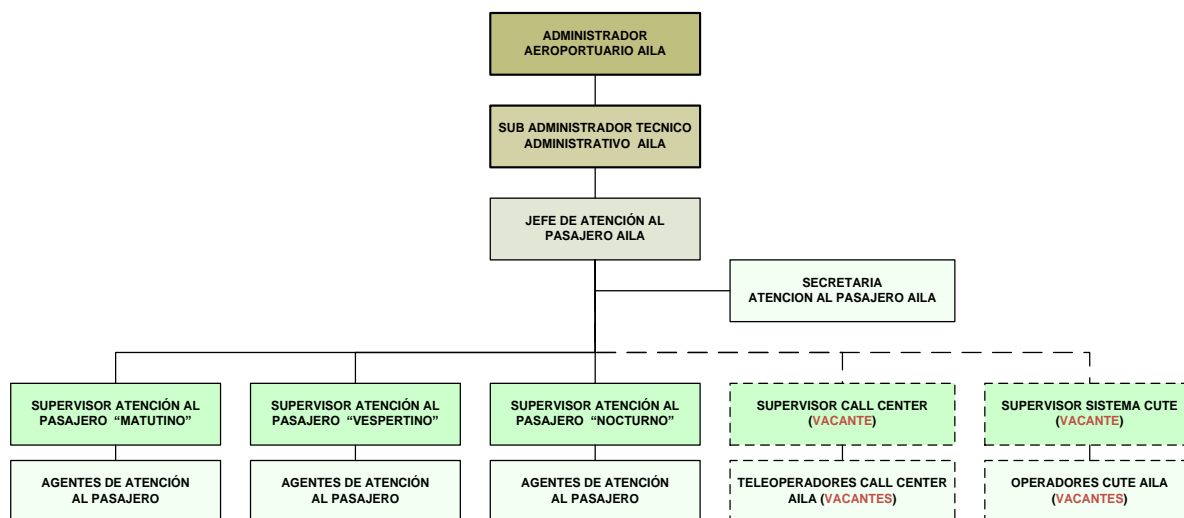 ADMINISTRADOR
AEROPORTUARIO AILA
SUB ADMINISTRADOR TECNICO
ADMINISTRATIVO AILA
JEFE DE ATENCIÓN AL
PASAJERO AILA
SECRETARIA
ATENCION AL PASAJERO AILA
SUPERVISOR ATENCIÓN AL
PASAJERO “MATUTINO”
SUPERVISOR ATENCIÓN AL
PASAJERO “VESPERTINO”
SUPERVISOR ATENCIÓN AL
PASAJERO “NOCTURNO”
SUPERVISOR CALL CENTER
(VACANTE)
SUPERVISOR SISTEMA CUTE
(VACANTE)
AGENTES DE ATENCIÓN
AL PASAJERO
AGENTES DE ATENCIÓN
AL PASAJERO
AGENTES DE ATENCIÓN
AL PASAJERO
TELEOPERADORES CALL CENTER
AILA (VACANTES)
OPERADORES CUTE AILA
(VACANTES)